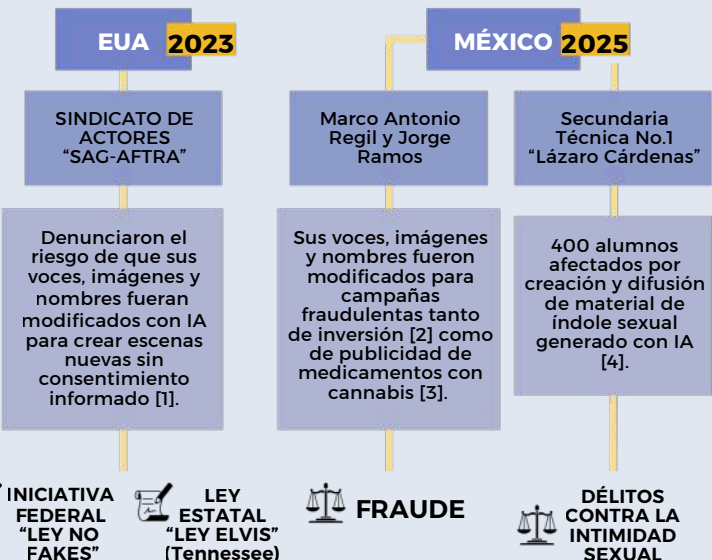 EUA 2023
SINDICATO DE
ACTORES
“SAG-AFTRA”
Denunciaron el
riesgo de que sus
voces, imágenes y
nombres fueran
modificados con IA
para crear escenas
nuevas sin
consentimiento
informado [1].
INICIATIVA
FEDERAL
“LEY NO
FAKES”
LEY
ESTATAL
“LEY ELVIS”
(Tennessee)
MÉXICO 2025
Marco Antonio
Regil y Jorge
Ramos
Sus voces, imágenes
y nombres fueron
modificados para
campañas
fraudulentas tanto
de inversión [2] como
de publicidad de
medicamentos con
cannabis [3].
FRAUDE
Secundaria
Técnica No.1
“Lázaro Cárdenas”
400 alumnos
afectados por
creación y difusión
de material de
índole sexual
generado con IA
[4].
DÉLITOS
CONTRA LA
INTIMIDAD
SEXUAL